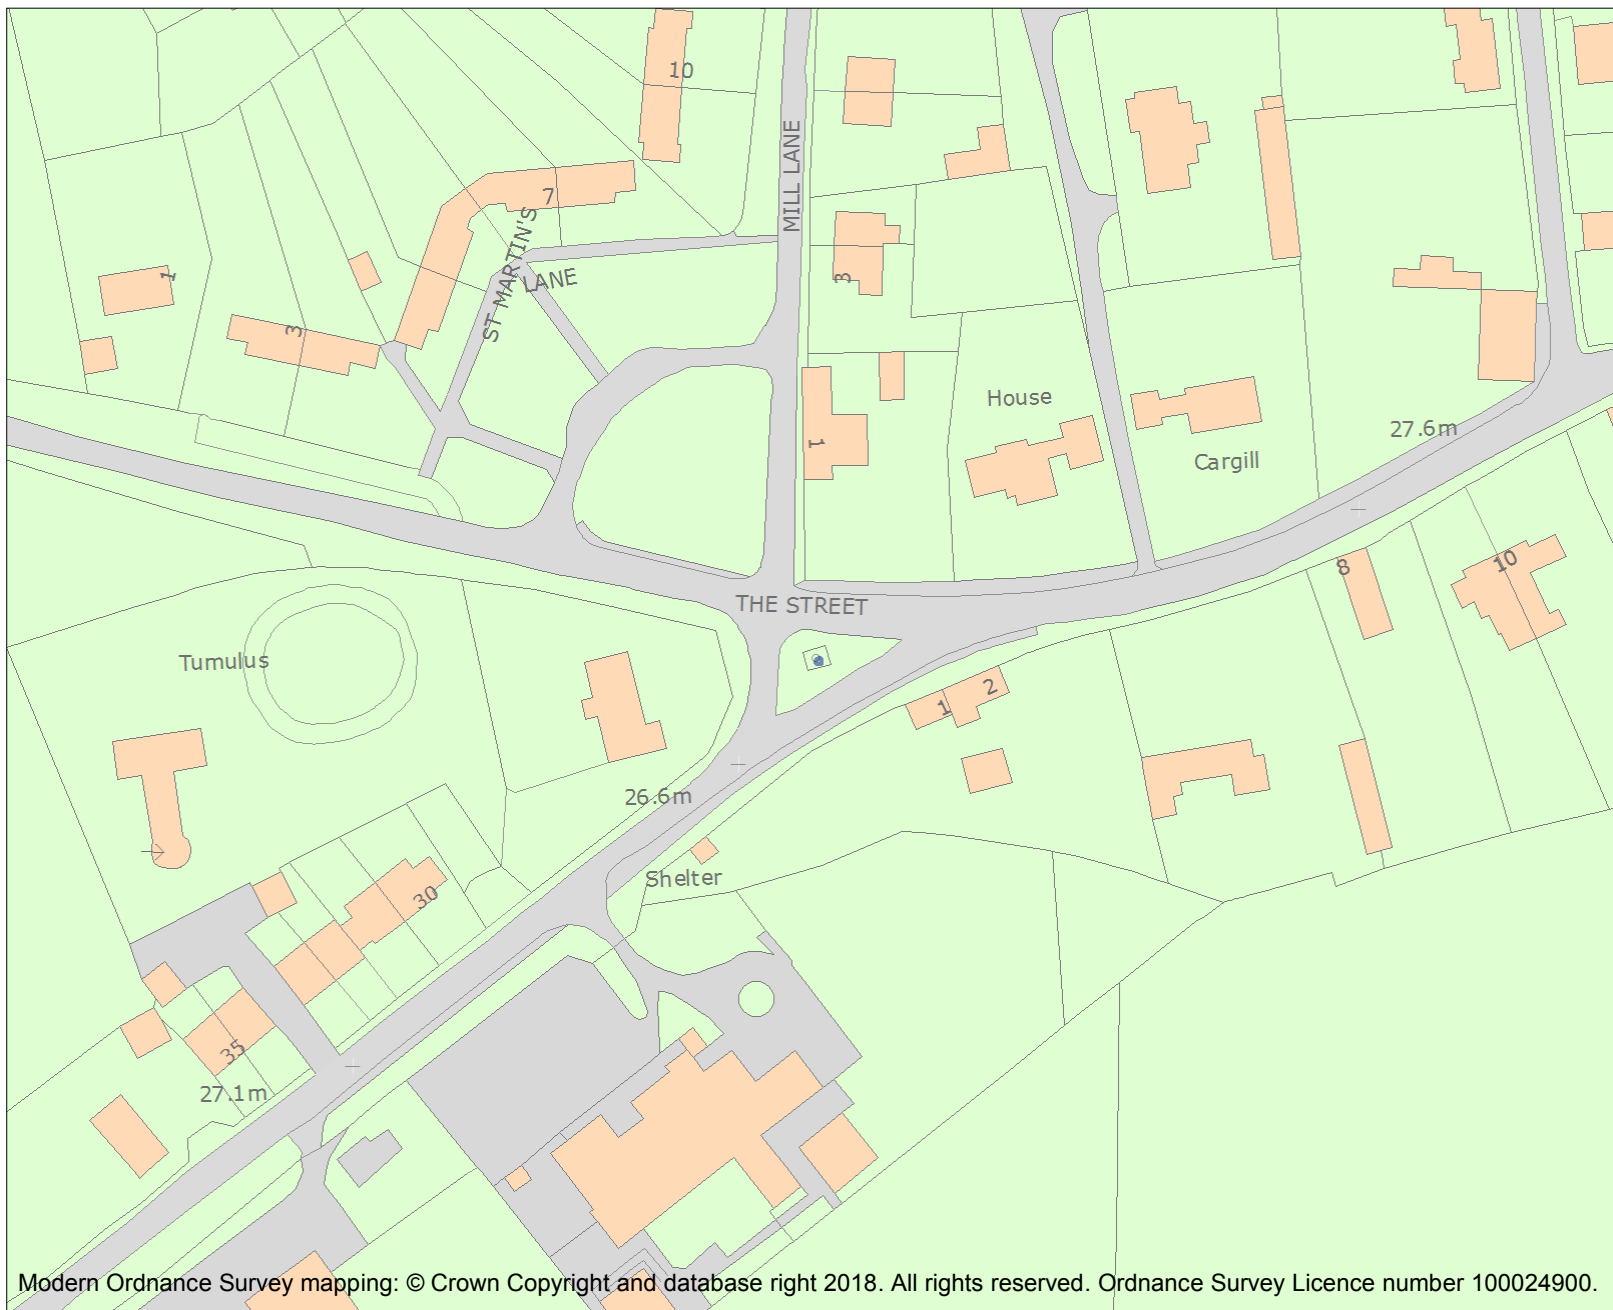 10
MILL LANE
7
ST MARTIN'S
LANE
1
3
3
1
House
Cargill
27.6m
8
10
THE STREET
Tumulus
1
2
26.6m
Shelter
30
35
27.1m
Modern Ordnance Survey mapping: © Crown Copyright and database right 2018. All rights reserved. Ordnance Survey Licence number 100024900.